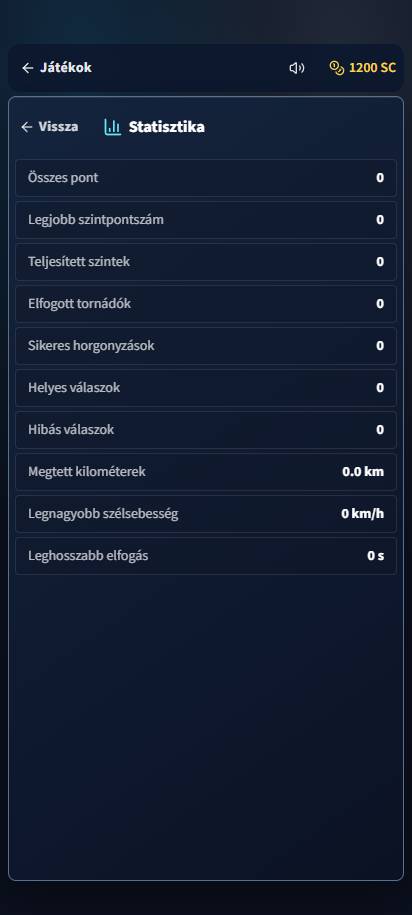 Játékok 1200 SC
Vissza Statisztika
Összes pont 0
Legjobb szintpontszám 0
Teljesített szintek 0
Elfogott tornádók 0
Sikeres horgonyzások 0
Helyes válaszok 0
Hibás válaszok 0
Megtett kilométerek 0.0 km
Legnagyobb szélsebesség 0 km/h
Leghosszabb elfogás 0 s